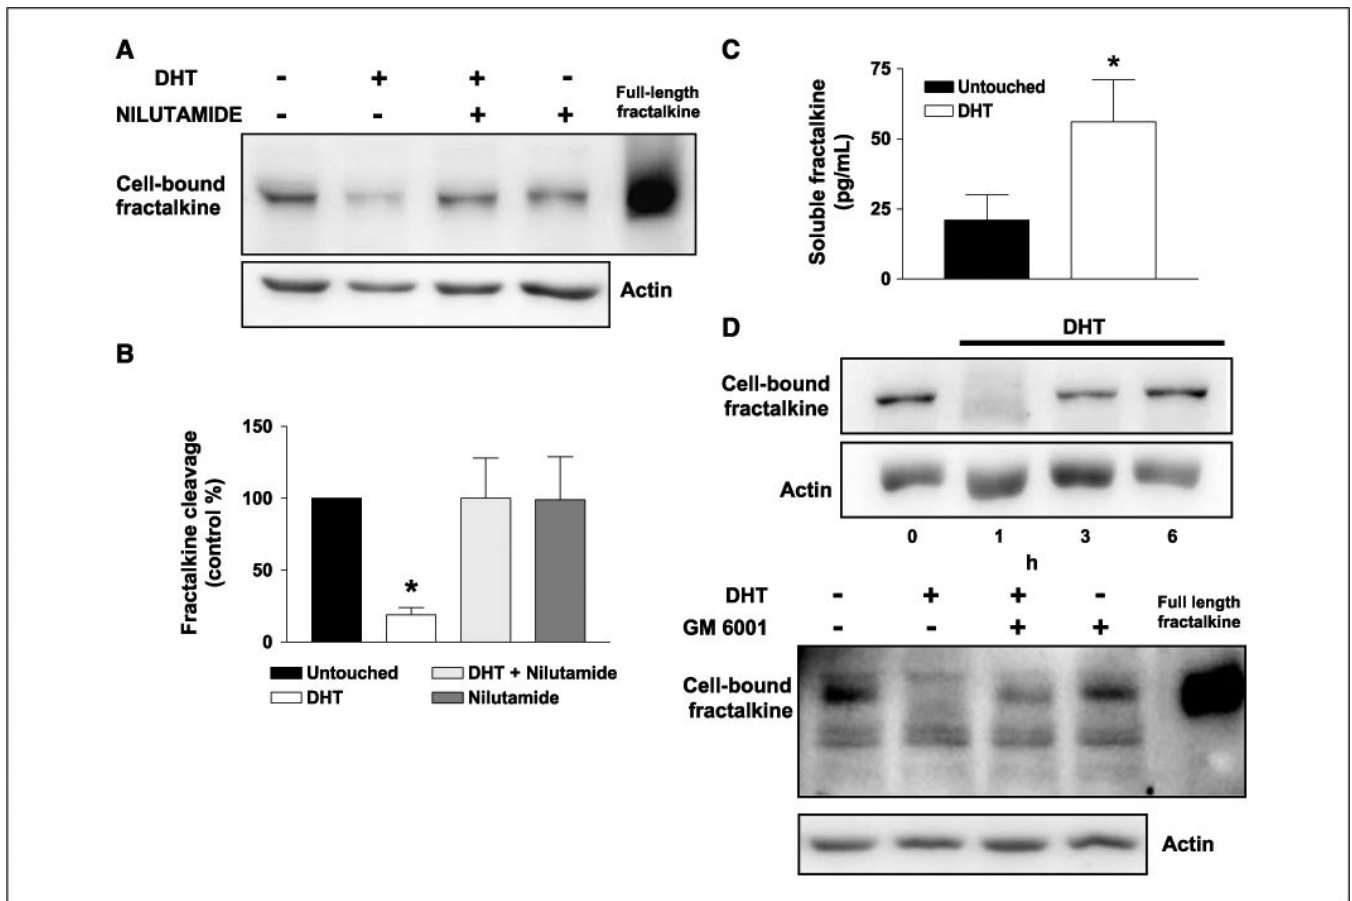 A
DHT - + + -
NILUTAMIDE - - + +
Full-length
fractalkine
Cell-bound
fractalkine
Actin
B
Fractalkine cleavage
(control %)
150
100
50
0
*
Untouched
DHT
DHT + Nilutamide
Nilutamide
C
Soluble fractalkine
(pg/mL)
75
50
25
0
*
Untouched
DHT
D
DHT
Cell-bound
fractalkine
Actin
0 1 3 6
h
DHT - + + -
GM 6001 - - + +
Full length
fractalkine
Cell-bound
fractalkine
Actin